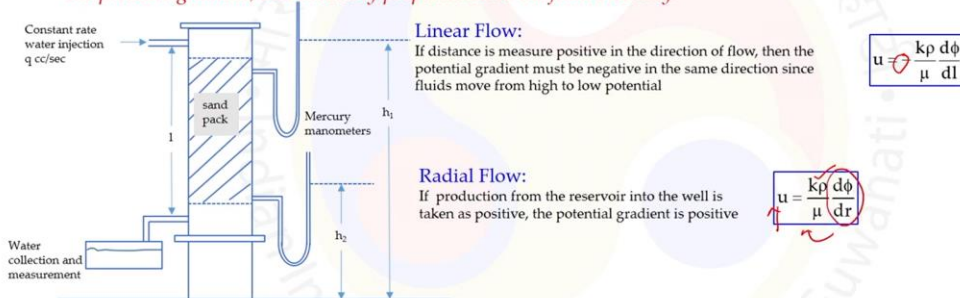 Constant rate
water injection
q cc/sec
sand
pack
l
Water
collection and
measurement
Mercury
manometers
h₁
h₂
Linear Flow:
If distance is measure positive in the direction of flow, then the
potential gradient must be negative in the same direction since
fluids move from high to low potential
u = - kρ/μ dϕ/dl
Radial Flow:
If production from the reservoir into the well is
taken as positive, the potential gradient is positive
u = kρ/μ dϕ/dr
uwahati